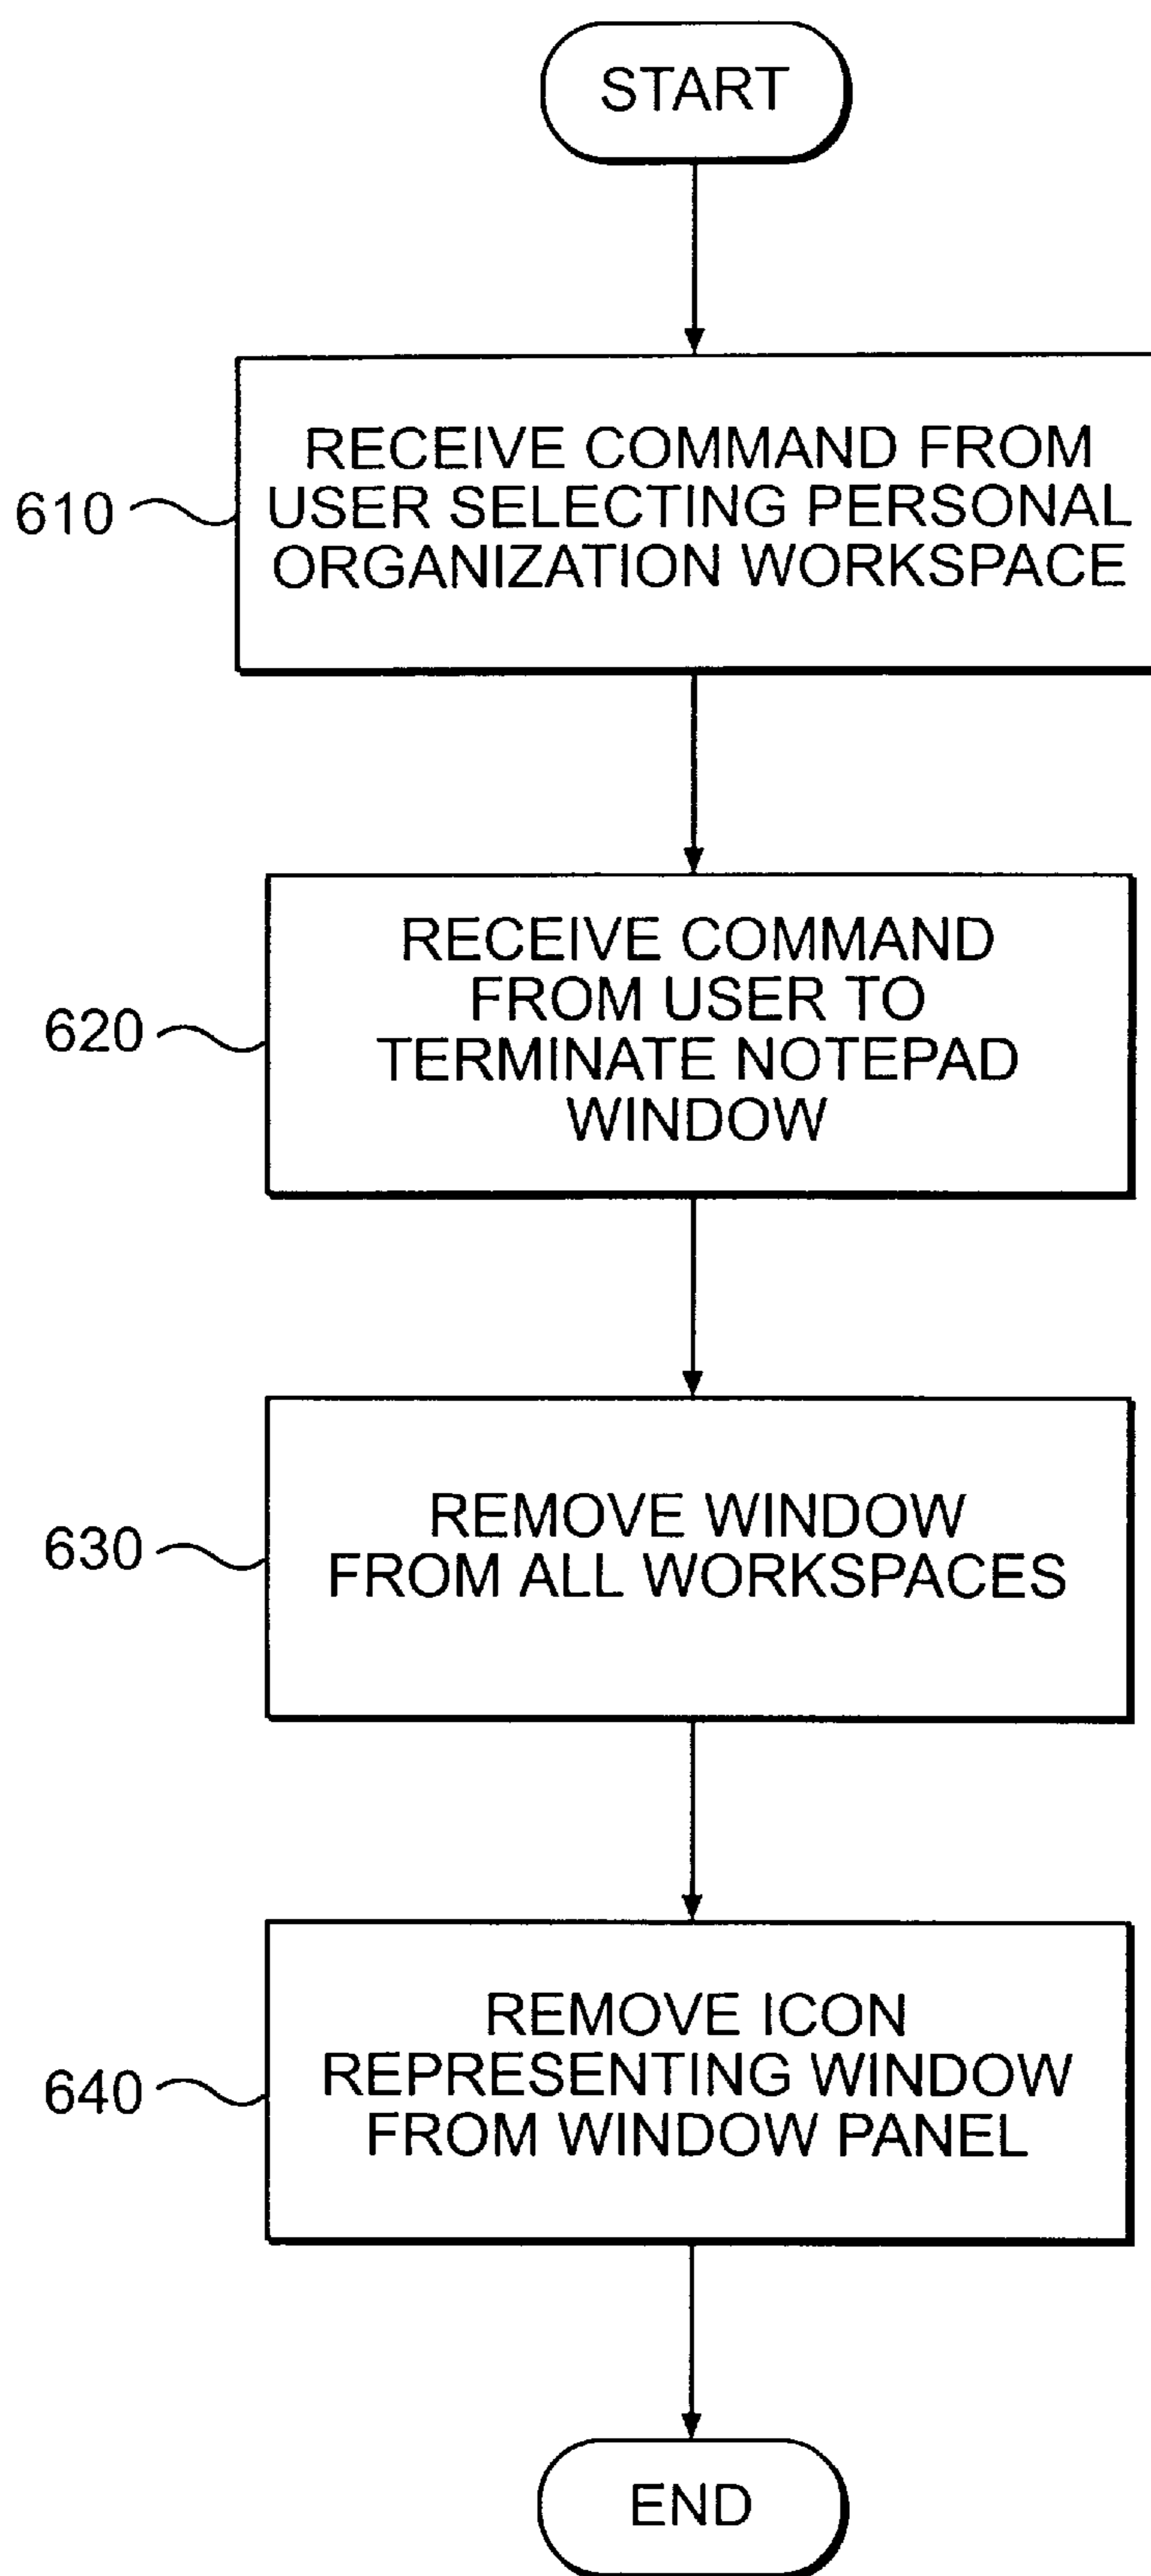 START
610
RECEIVE COMMAND FROM
USER SELECTING PERSONAL
ORGANIZATION WORKSPACE
620
RECEIVE COMMAND
FROM USER TO
TERMINATE NOTEPAD
WINDOW
630
REMOVE WINDOW
FROM ALL WORKSPACES
640
REMOVE ICON
REPRESENTING WINDOW
FROM WINDOW PANEL
END